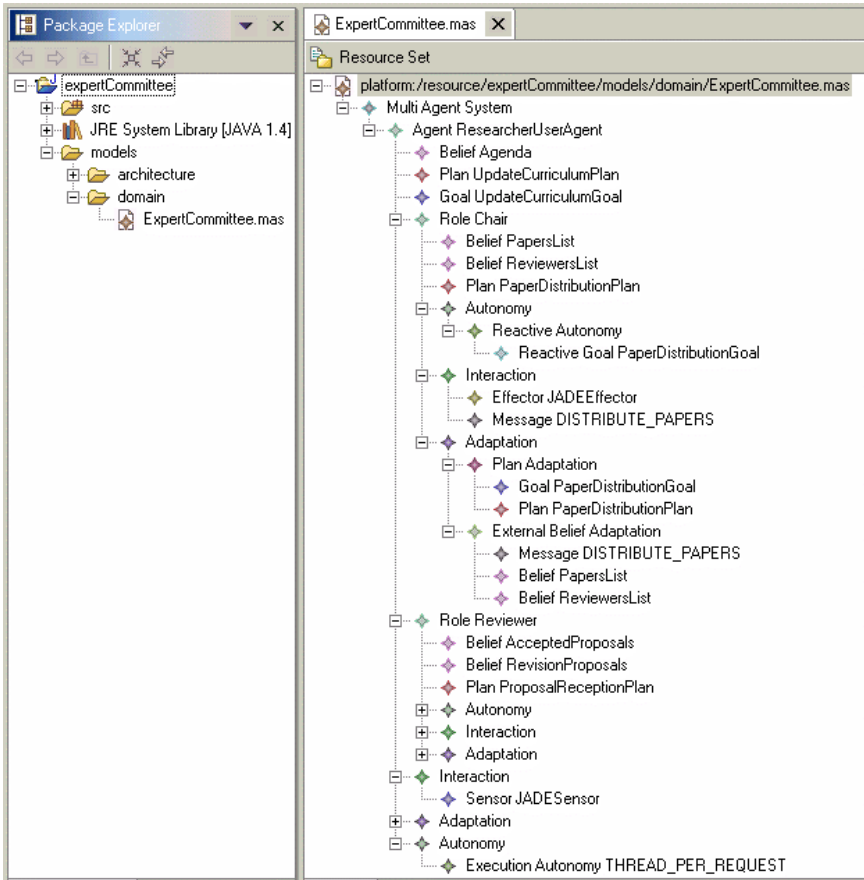 Package Explorer
expertCommittee
src
JRE System Library [JAVA 1.4]
models
architecture
domain
ExpertCommittee.mas
ExpertCommittee.mas
Resource Set
platform:/resource/expertCommittee/models/domain/ExpertCommittee.mas
Multi Agent System
Agent ResearcherUserAgent
Belief Agenda
Plan UpdateCurriculumPlan
Goal UpdateCurriculumGoal
Role Chair
Belief PapersList
Belief ReviewersList
Plan PaperDistributionPlan
Autonomy
Reactive Autonomy
Reactive Goal PaperDistributionGoal
Interaction
Effector JADEEffector
Message DISTRIBUTE_PAPERS
Adaptation
Plan Adaptation
Goal PaperDistributionGoal
Plan PaperDistributionPlan
External Belief Adaptation
Message DISTRIBUTE_PAPERS
Belief PapersList
Belief ReviewersList
Role Reviewer
Belief AcceptedProposals
Belief RevisionProposals
Plan ProposalReceptionPlan
Autonomy
Interaction
Adaptation
Interaction
Sensor JADESensor
Adaptation
Autonomy
Execution Autonomy THREAD_PER_REQUEST